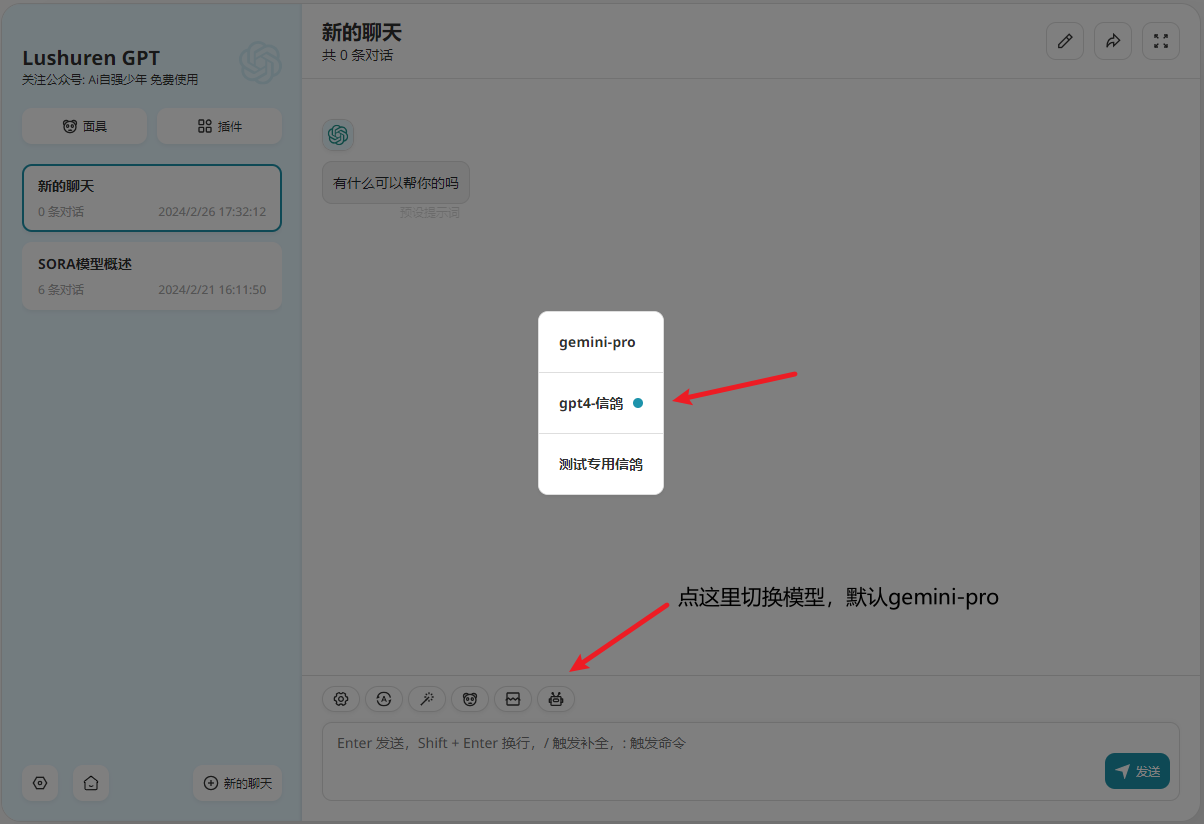 Lushuren GPT
关注公众号: Ai自强少年 免费使用
面具
插件
新的聊天
0 条对话
2024/2/26 17:32:12
SORA模型概述
6 条对话
2024/2/21 16:11:50
新的聊天
新的聊天
共 0 条对话
有什么可以帮你的吗
预设提示词
gemini-pro
gpt4-信鸽
测试专用信鸽
点这里切换模型，默认gemini-pro
Enter 发送，Shift + Enter 换行，/ 触发补全，: 触发命令
发送